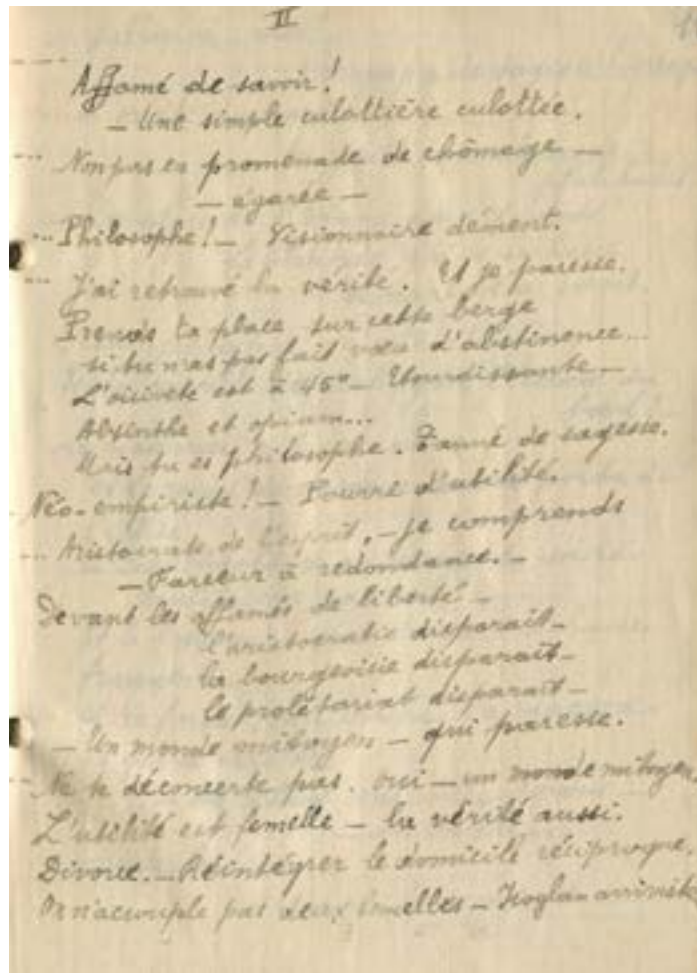 II
Affamé de savoir!
— Une simple culottière culottée.
... Non pas en promenade de chômage —
— égarée —
... Philosophe! — Visionnaire dément.
... J'ai retrouvé la vérité. Et je paresse.
Prends ta place sur cette berge
si tu n'as pas fait vœu d'abstinence...
L'oisiveté est à 45° — Étourdissante —
Absinthe et opium...
Mais tu es philosophe. Tanné de sagesse.
Néo-empiriste! — Fourré d'utilité.
... Aristocrate de l'esprit, — je comprends
— Farceur à redondance. —
Devant les affamés de liberté —
l'aristocratie disparaît —
la bourgeoisie disparaît —
le prolétariat disparaît —
— Un monde mitoyen — qui paresse.
Ne te déconcerte pas. oui — un monde mitoyen
L'utilité est femelle — la vérité aussi.
Divorce. — Réintégrer le domicile réciproque.
On n'accouple pas deux femelles —